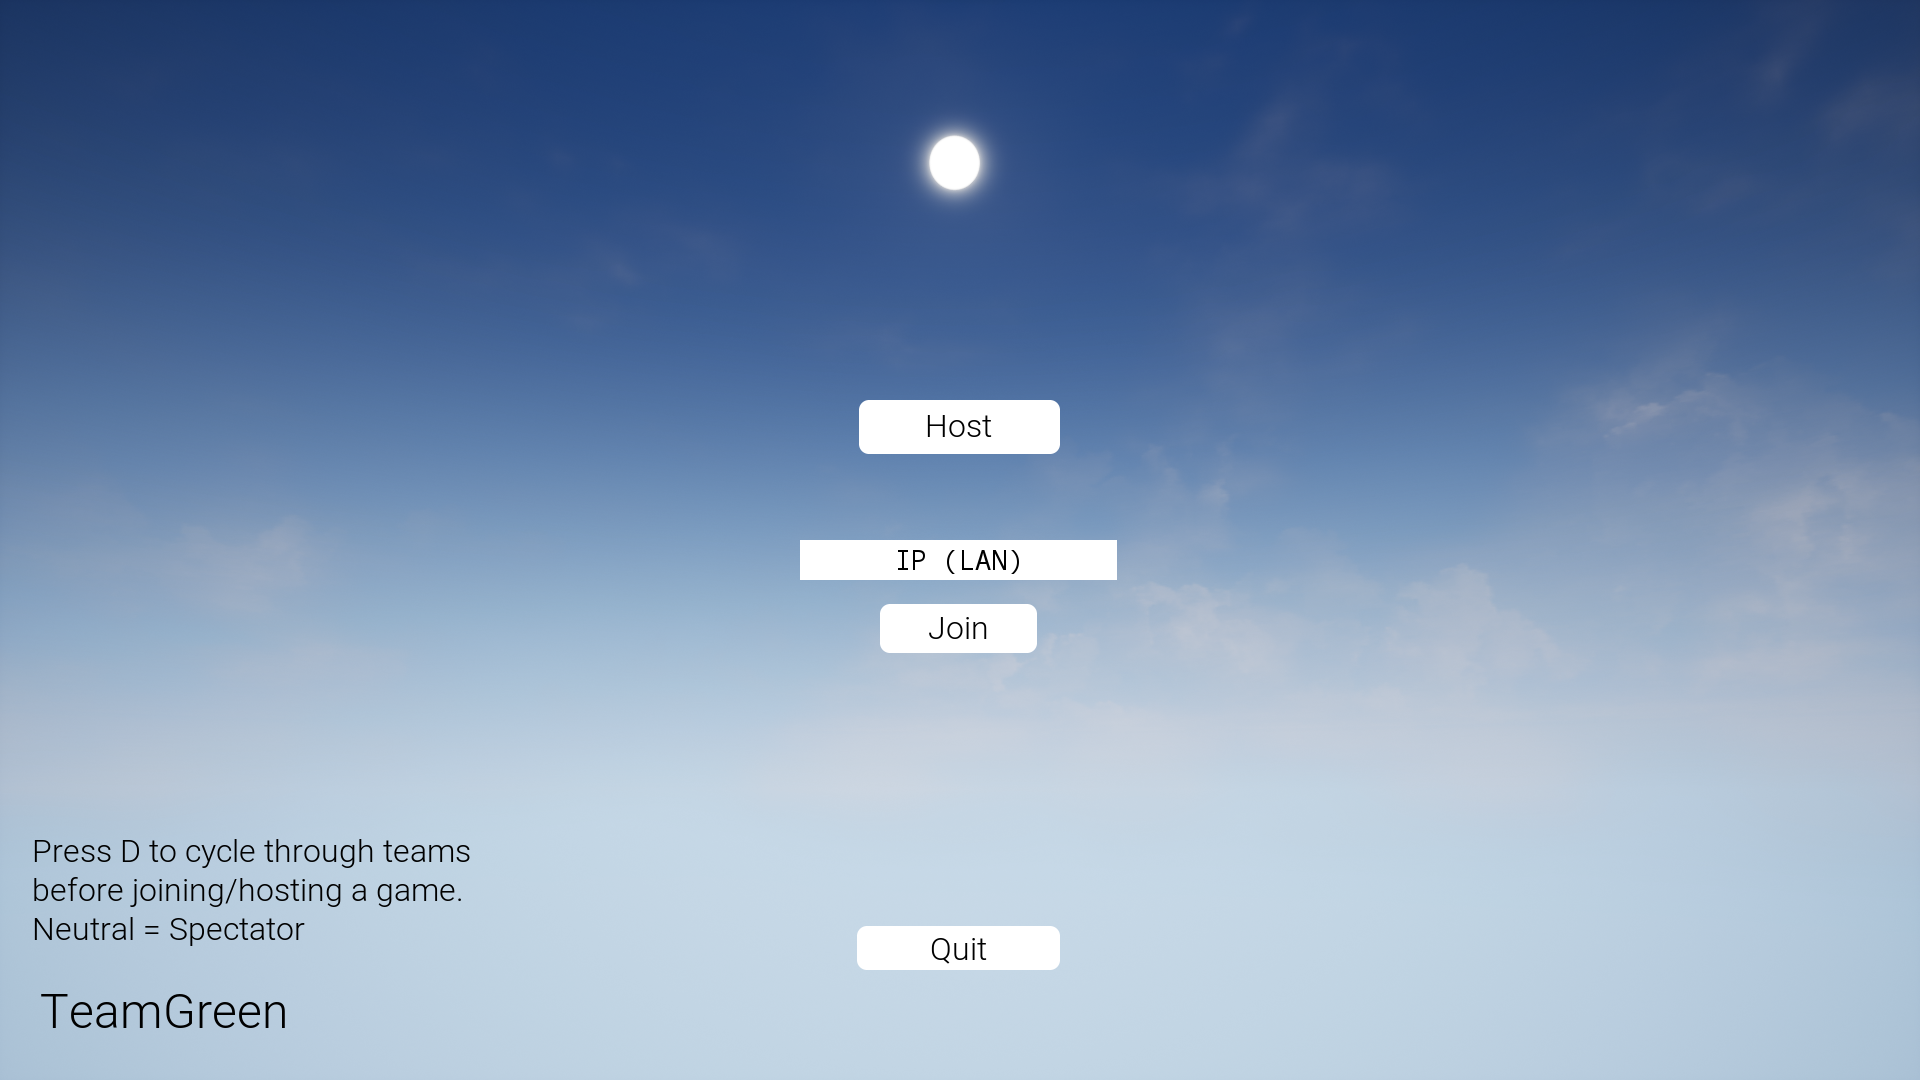 Host
IP (LAN)
Join
Press D to cycle through teams
before joining/hosting a game.
Neutral = Spectator
Quit
TeamGreen